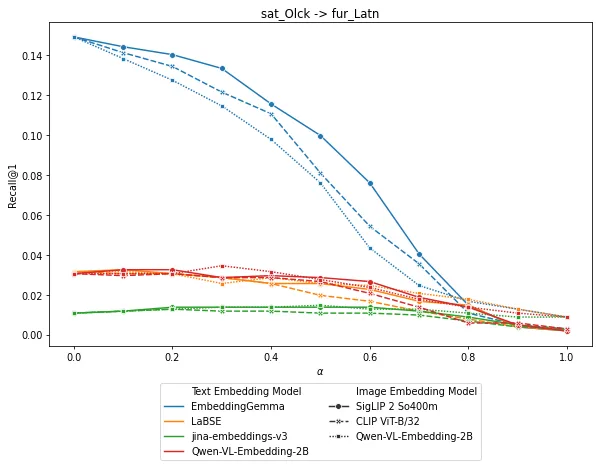 sat_Olck -> fur_Latn
Recall@1
0.14
0.12
0.10
0.08
0.06
0.04
0.02
0.00
0.0 0.2 0.4 0.6 0.8 1.0
α
Text Embedding Model Image Embedding Model
EmbeddingGemma SigLIP 2 So400m
LaBSE CLIP ViT-B/32
jina-embeddings-v3 Qwen-VL-Embedding-2B
Qwen-VL-Embedding-2B